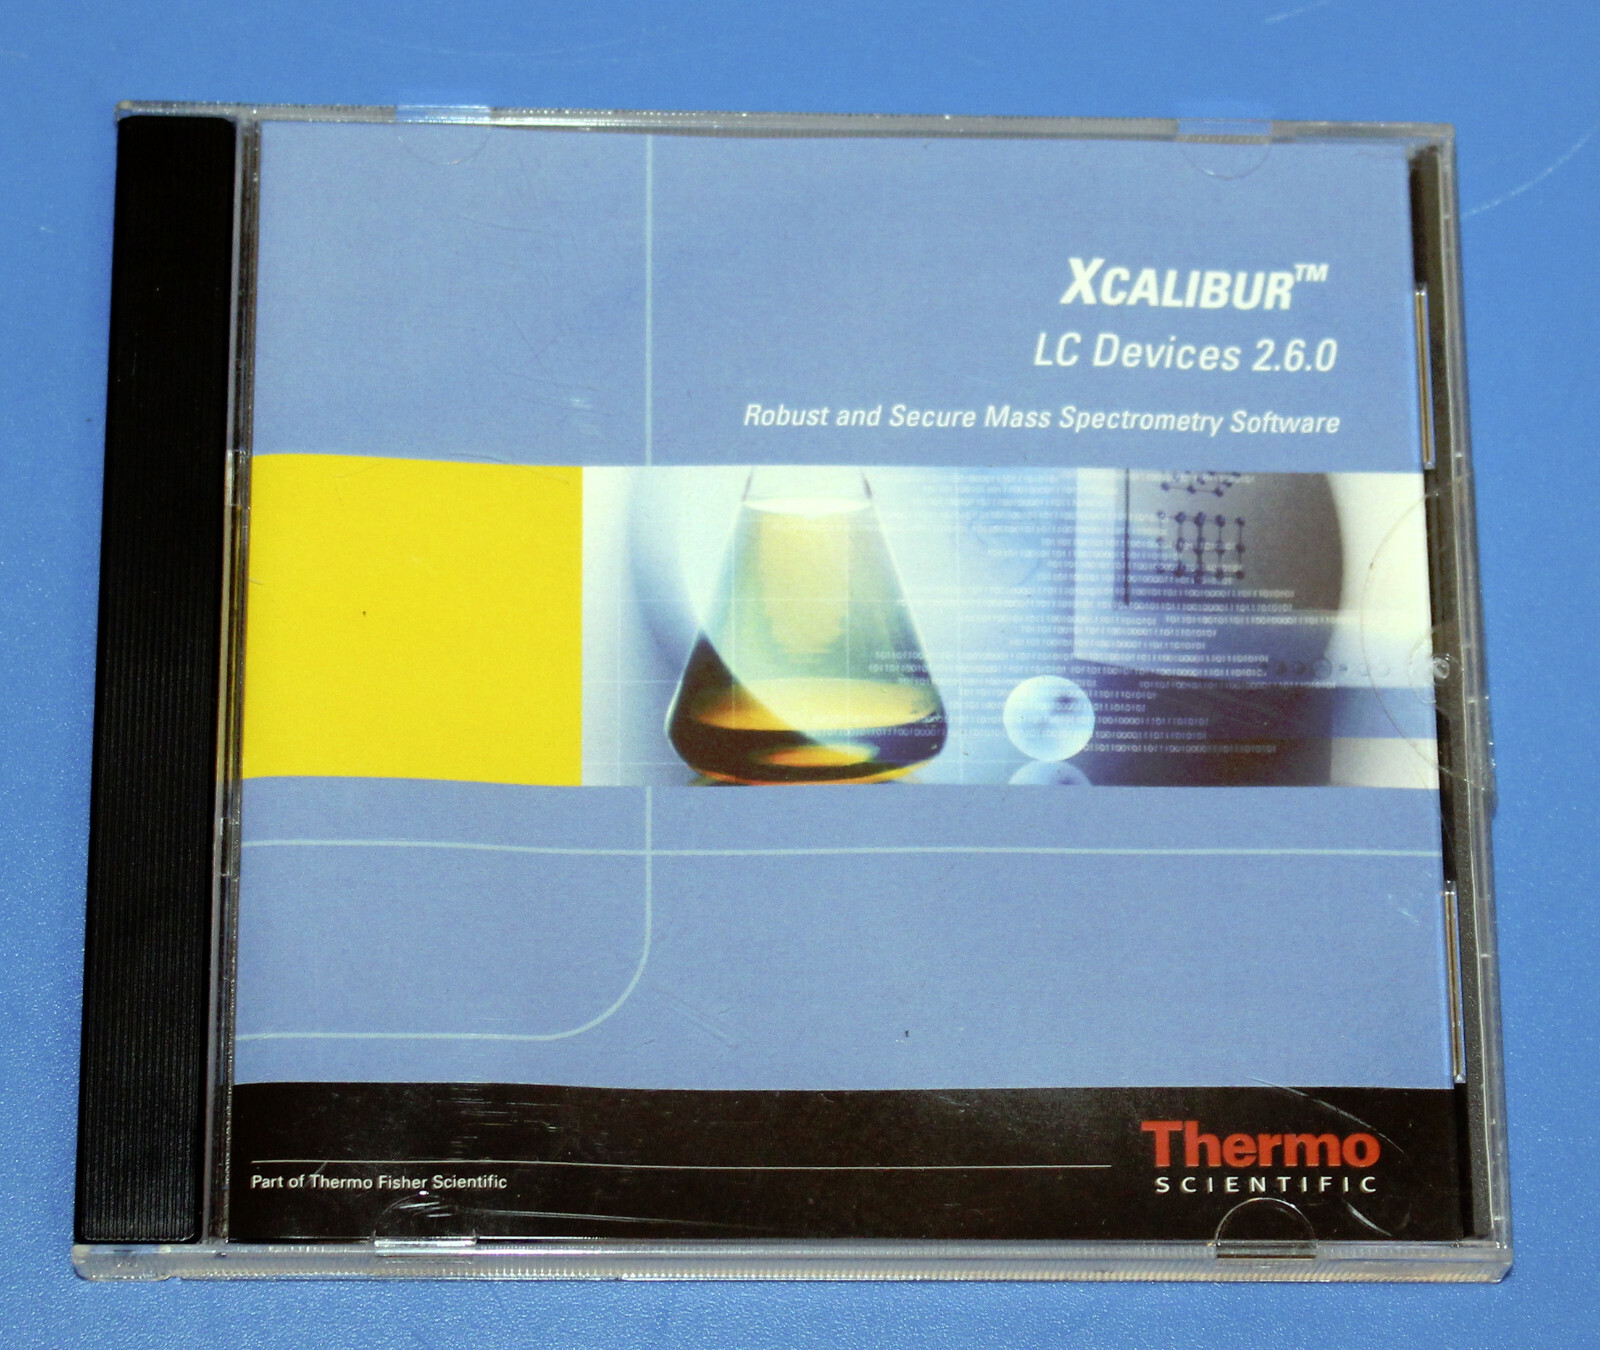 XCALIBUR™
LC Devices 2.6.0
Robust and Secure Mass Spectrometry Software
Part of Thermo Fisher Scientific
Thermo
SCIENTIFIC